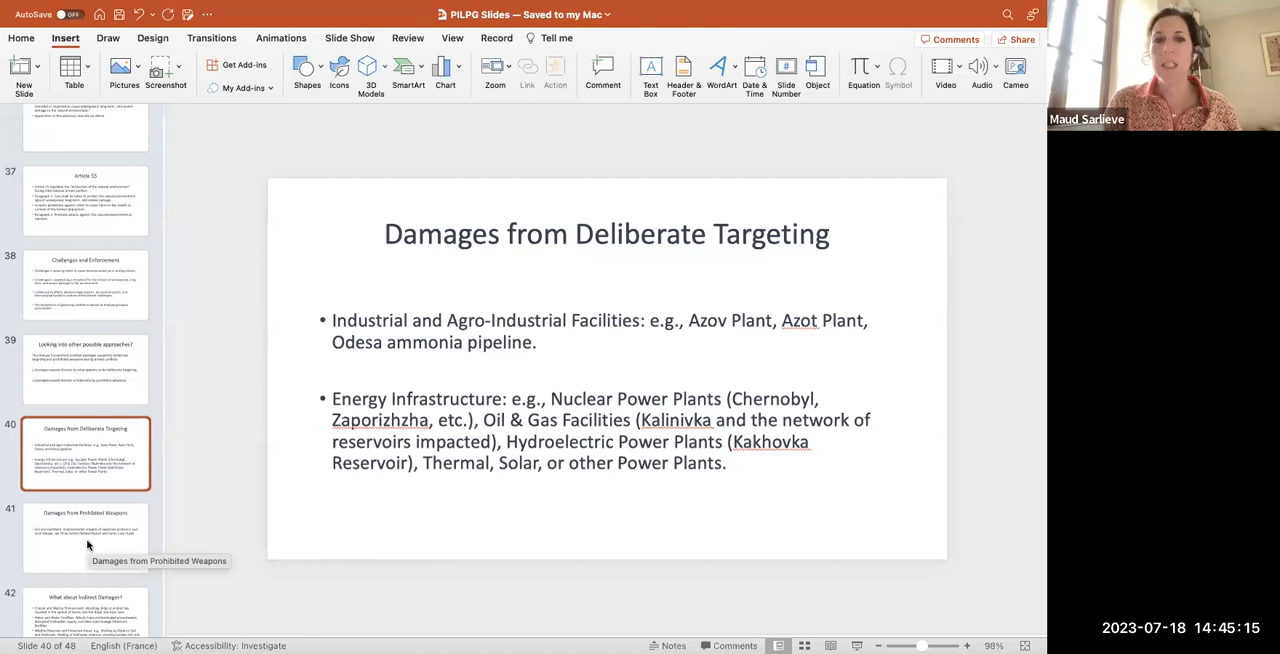 AutoSave OFF
PILPG Slides — Saved to my Mac
Home Insert Draw Design Transitions Animations Slide Show Review View Record Tell me
Comments Share
New Slide
Table
Pictures
Screenshot
Get Add-ins
My Add-ins
Shapes
Icons
3D Models
SmartArt
Chart
Zoom
Link
Action
Comment
Text Box
Header & Footer
WordArt
Date & Time
Slide Number
Object
Equation
Symbol
Video
Audio
Cameo
Maud Sarlieve
37
Article 55
38
Challenges and Enforcement
39
Looking into other possible approaches?
40
Damages from Deliberate Targeting
41
Damages from Prohibited Weapons
Damages from Prohibited Weapons
42
What about Indirect Damages?
Damages from Deliberate Targeting
• Industrial and Agro-Industrial Facilities: e.g., Azov Plant, Azot Plant,
Odesa ammonia pipeline.
• Energy Infrastructure: e.g., Nuclear Power Plants (Chernobyl,
Zaporizhzha, etc.), Oil & Gas Facilities (Kalinivka and the network of
reservoirs impacted), Hydroelectric Power Plants (Kakhovka
Reservoir), Thermal, Solar, or other Power Plants.
2023-07-18 14:45:15
Slide 40 of 48 English (France) Accessibility: Investigate
Notes Comments 98%